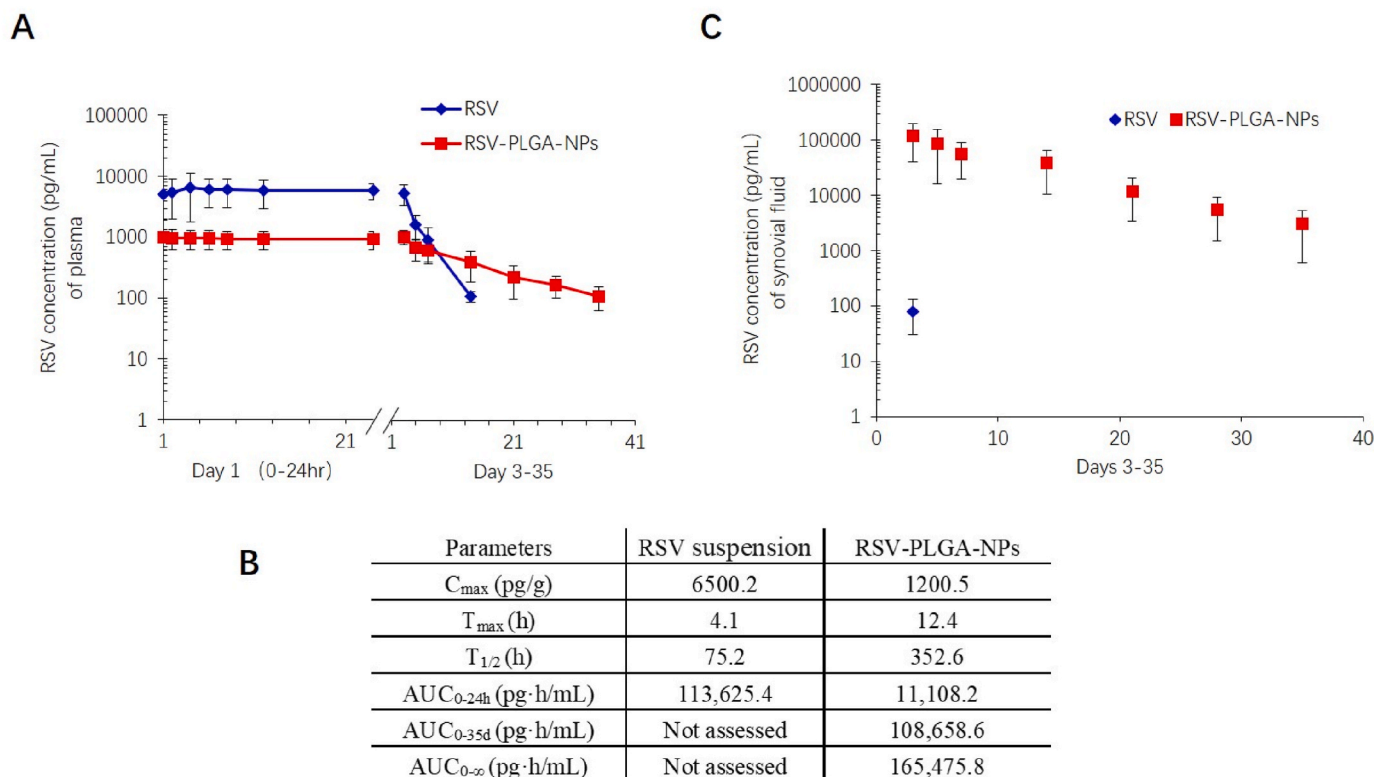 A
RSV
RSV-PLGA-NPs
RSV concentration (pg/mL)
of plasma
100000
10000
1000
100
10
1
1
21
1
21
41
Day 1 (0-24hr)
Day 3-35
C
RSV RSV-PLGA-NPs
RSV concentration (pg/mL)
of synovial fluid
1000000
100000
10000
1000
100
10
1
0
10
20
30
40
Days 3-35
B
Parameters RSV suspension RSV-PLGA-NPs
Cmax (pg/g) 6500.2 1200.5
Tmax (h) 4.1 12.4
T1/2 (h) 75.2 352.6
AUC0-24h (pg·h/mL) 113,625.4 11,108.2
AUC0-35d (pg·h/mL) Not assessed 108,658.6
AUC0-∞ (pg·h/mL) Not assessed 165,475.8